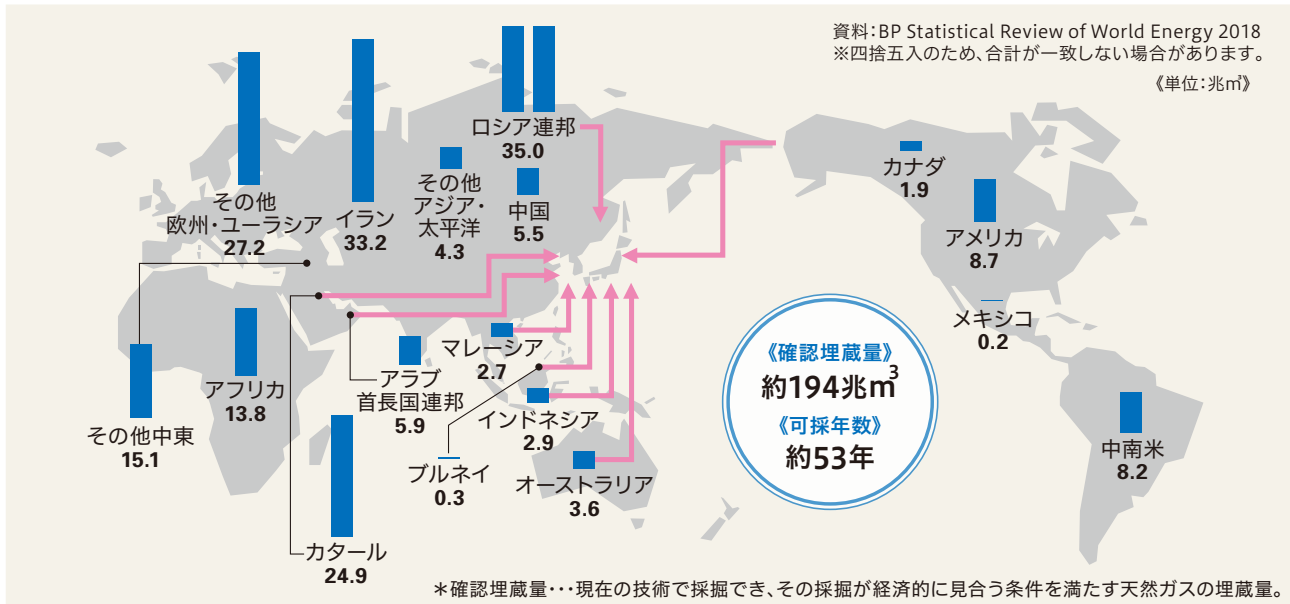 資料：BP Statistical Review of World Energy 2018
※四捨五入のため、合計が一致しない場合があります。
《単位：兆㎥》
ロシア連邦
35.0
カナダ
1.9
その他
アジア・
太平洋
4.3
中国
5.5
その他
欧州・ユーラシア
27.2
イラン
33.2
アメリカ
8.7
メキシコ
0.2
マレーシア
2.7
アフリカ
13.8
アラブ
首長国連邦
5.9
その他中東
15.1
インドネシア
2.9
ブルネイ
0.3
オーストラリア
3.6
《確認埋蔵量》
約194兆m³
《可採年数》
約53年
中南米
8.2
カタール
24.9
＊確認埋蔵量･･･現在の技術で採掘でき、その採掘が経済的に見合う条件を満たす天然ガスの埋蔵量。